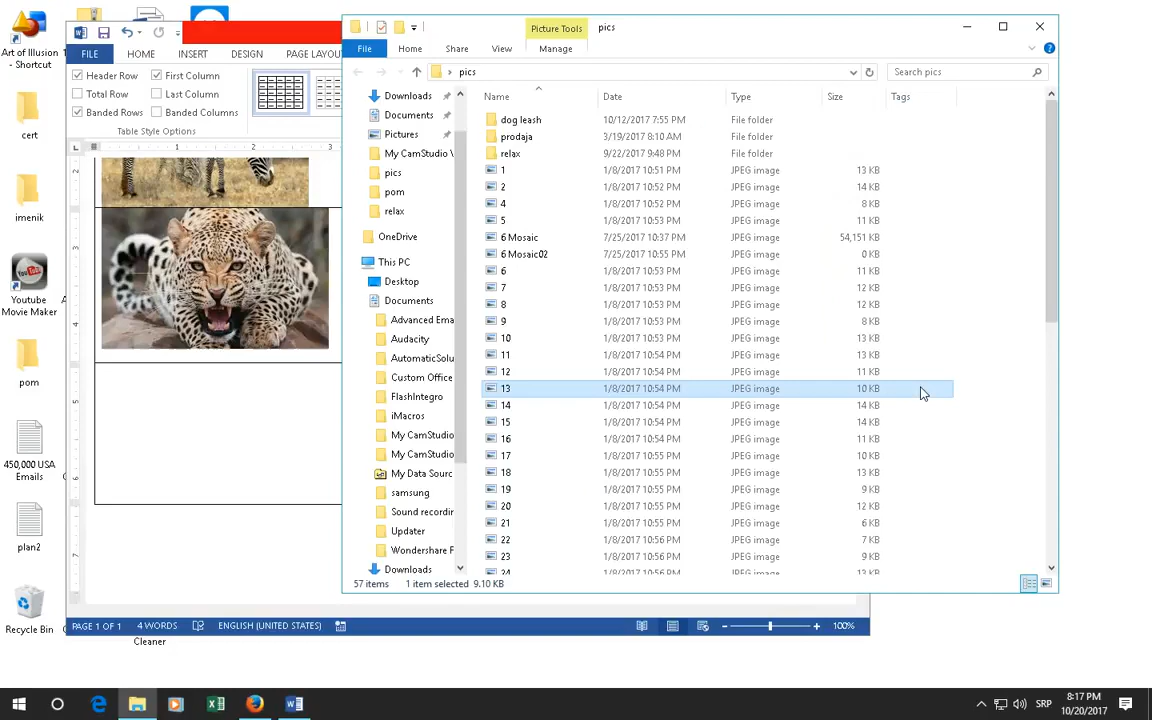 Picture Tools
pics
File
Home
Share
View
Manage
pics
Search pics
FILE
HOME
INSERT
DESIGN
PAGE LAYOU
Header Row
First Column
Total Row
Last Column
Banded Rows
Banded Columns
Table Style Options
Art of Illusion
- Shortcut
cert
imenik
Youtube
Movie Maker
pom
450,000 USA
Emails
plan2
Recycle Bin
Cleaner
Downloads
Documents
Pictures
My CamStudio
pics
pom
relax
OneDrive
This PC
Desktop
Documents
Advanced Ema
Audacity
AutomaticSolu
Custom Office
FlashIntegro
iMacros
My CamStudio
My CamStudio
My Data Sourc
samsung
Sound recordin
Updater
Wondershare F
Downloads
Name Date Type Size Tags
dog leash 10/12/2017 7:55 PM File folder
prodaja 3/19/2017 8:10 AM File folder
relax 9/22/2017 9:48 PM File folder
1 1/8/2017 10:51 PM JPEG image 13 KB
2 1/8/2017 10:52 PM JPEG image 14 KB
4 1/8/2017 10:52 PM JPEG image 8 KB
5 1/8/2017 10:53 PM JPEG image 11 KB
6 Mosaic 7/25/2017 10:37 PM JPEG image 54,151 KB
6 Mosaic02 7/25/2017 10:55 PM JPEG image 0 KB
6 1/8/2017 10:53 PM JPEG image 11 KB
7 1/8/2017 10:53 PM JPEG image 12 KB
8 1/8/2017 10:53 PM JPEG image 12 KB
9 1/8/2017 10:53 PM JPEG image 8 KB
10 1/8/2017 10:53 PM JPEG image 13 KB
11 1/8/2017 10:54 PM JPEG image 13 KB
12 1/8/2017 10:54 PM JPEG image 11 KB
13 1/8/2017 10:54 PM JPEG image 10 KB
14 1/8/2017 10:54 PM JPEG image 14 KB
15 1/8/2017 10:54 PM JPEG image 14 KB
16 1/8/2017 10:54 PM JPEG image 11 KB
17 1/8/2017 10:55 PM JPEG image 10 KB
18 1/8/2017 10:55 PM JPEG image 13 KB
19 1/8/2017 10:55 PM JPEG image 9 KB
20 1/8/2017 10:55 PM JPEG image 12 KB
21 1/8/2017 10:55 PM JPEG image 6 KB
22 1/8/2017 10:56 PM JPEG image 7 KB
23 1/8/2017 10:56 PM JPEG image 9 KB
24 1/8/2017 10:56 PM JPEG image 13 KB
57 items 1 item selected 9.10 KB
PAGE 1 OF 1 4 WORDS ENGLISH (UNITED STATES) 100%
SRP
8:17 PM
10/20/2017